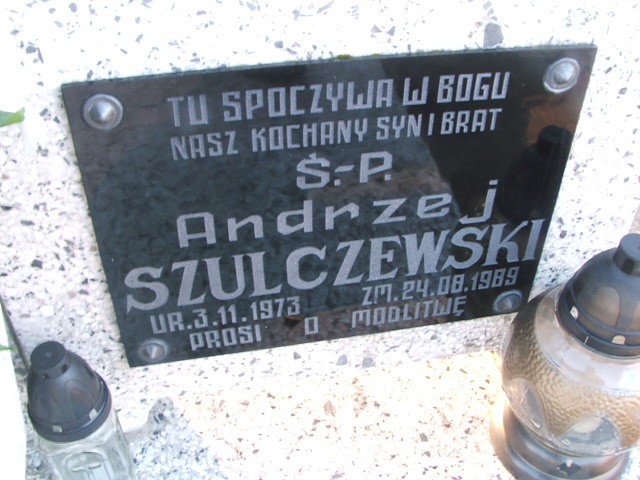 TU SPOCZYWA W BOGU
NASZ KOCHANY SYN I BRAT
Ś.-P.
Andrzej
SZULCZEWSKI
UR.3.11.1973 ZM.24.08.1989
PROSI O MODLITWĘ